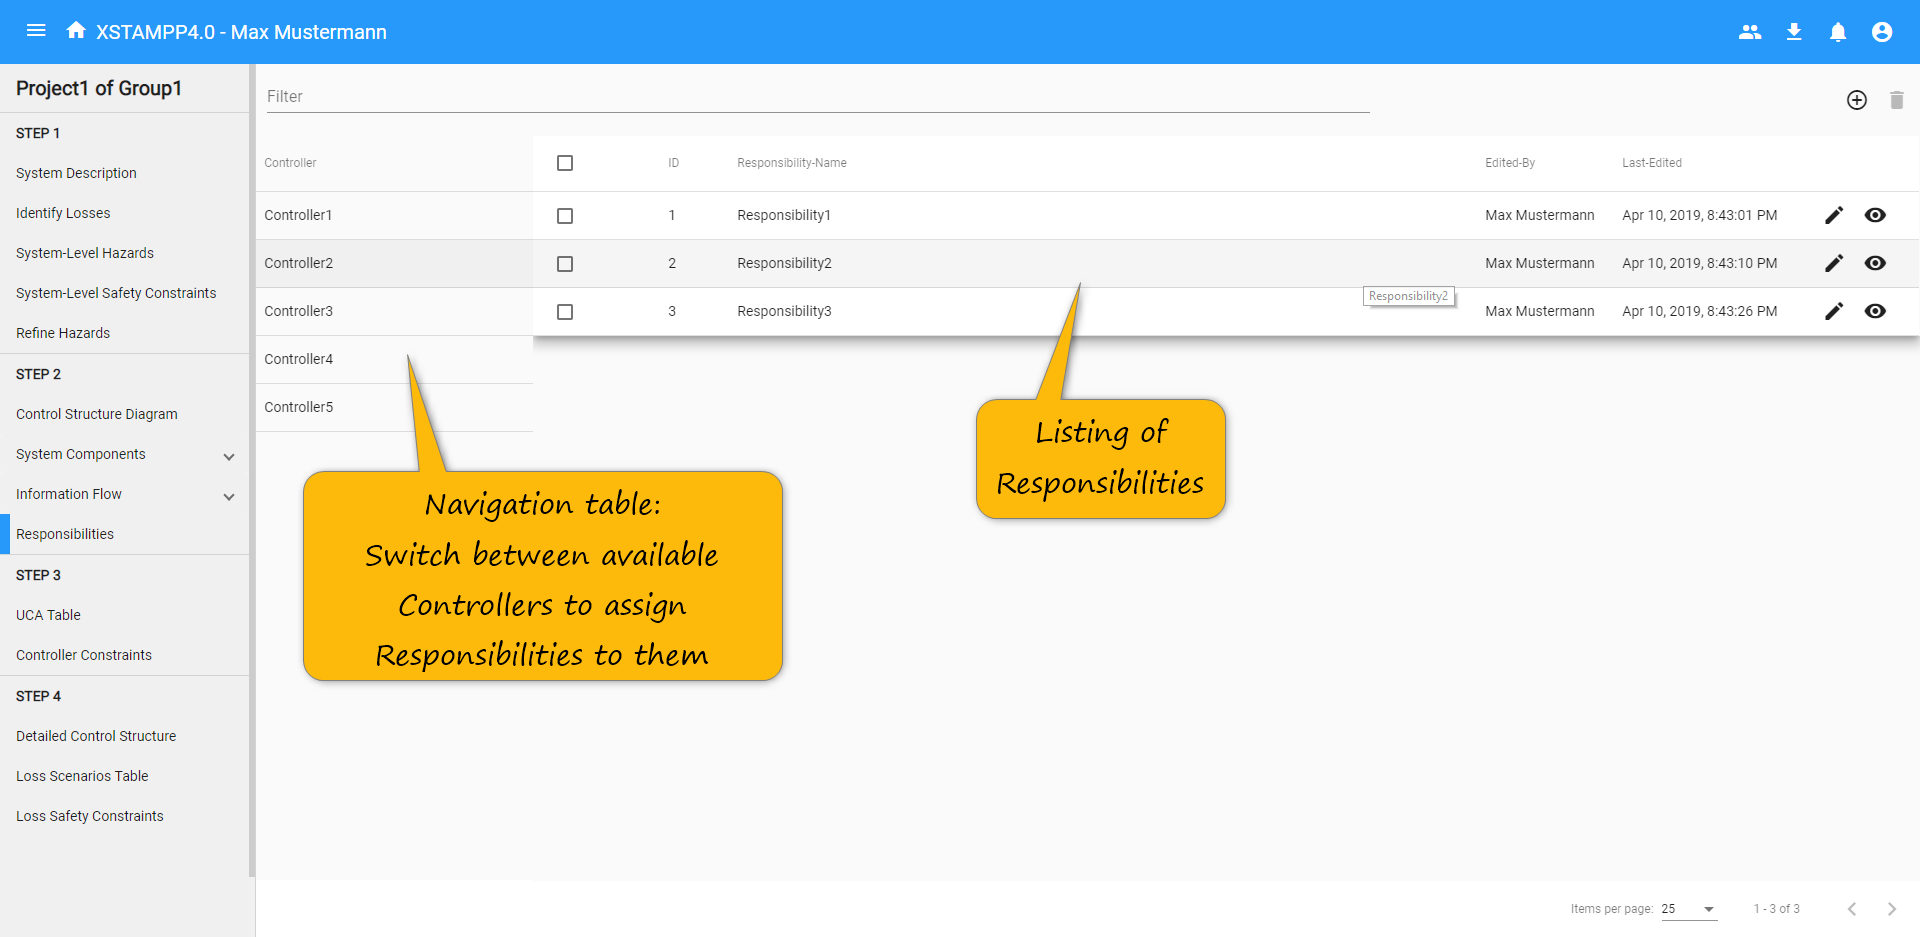 XSTAMPP4.0 - Max Mustermann
Project1 of Group1
STEP 1
System Description
Identify Losses
System-Level Hazards
System-Level Safety Constraints
Refine Hazards
STEP 2
Control Structure Diagram
System Components
Information Flow
Responsibilities
STEP 3
UCA Table
Controller Constraints
STEP 4
Detailed Control Structure
Loss Scenarios Table
Loss Safety Constraints
Filter
Controller
Controller1
Controller2
Controller3
Controller4
Controller5
ID Responsibility-Name Edited-By Last-Edited
1 Responsibility1 Max Mustermann Apr 10, 2019, 8:43:01 PM
2 Responsibility2 Max Mustermann Apr 10, 2019, 8:43:10 PM
Responsibility2
3 Responsibility3 Max Mustermann Apr 10, 2019, 8:43:26 PM
Navigation table:
Switch between available
Controllers to assign
Responsibilities to them
Listing of
Responsibilities
Items per page: 25 1 - 3 of 3